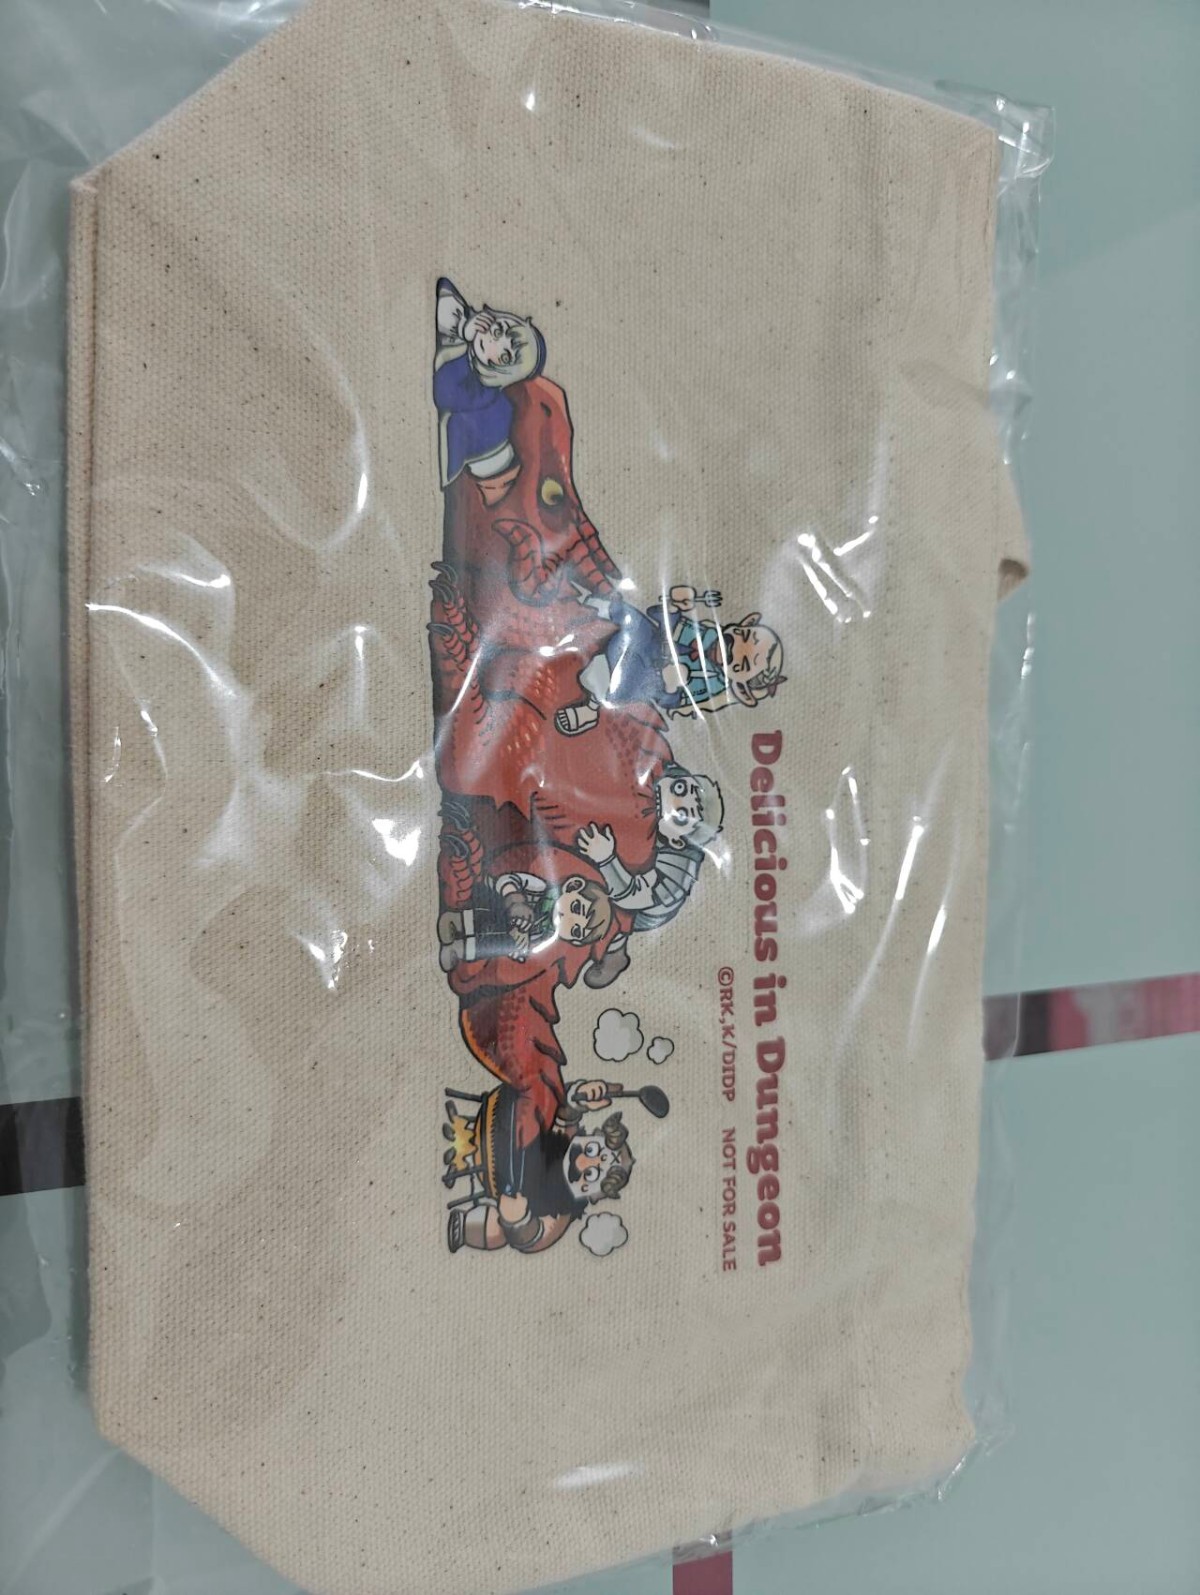 Delicious in Dungeon
©RK,K/DIDP NOT FOR SALE